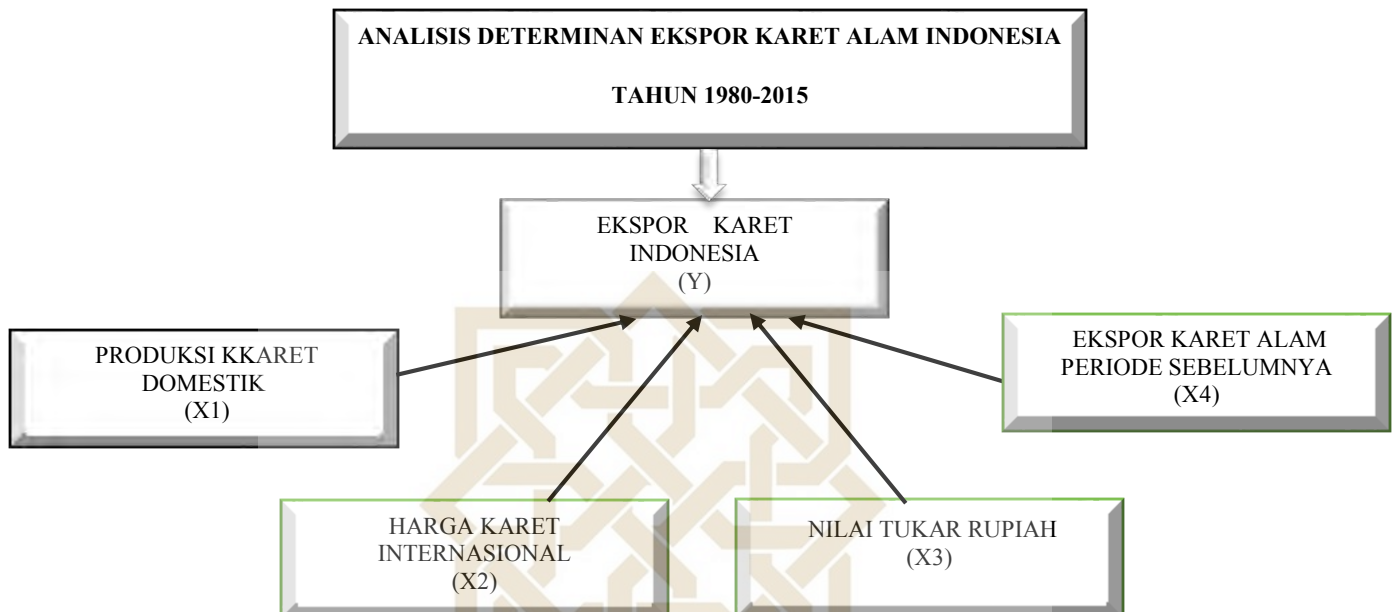 ANALISIS DETERMINAN EKSPOR KARET ALAM INDONESIA
TAHUN 1980-2015
EKSPOR KARET
INDONESIA
(Y)
PRODUKSI KKARET
DOMESTIK
(X1)
EKSPOR KARET ALAM
PERIODE SEBELUMNYA
(X4)
HARGA KARET
INTERNASIONAL
(X2)
NILAI TUKAR RUPIAH
(X3)